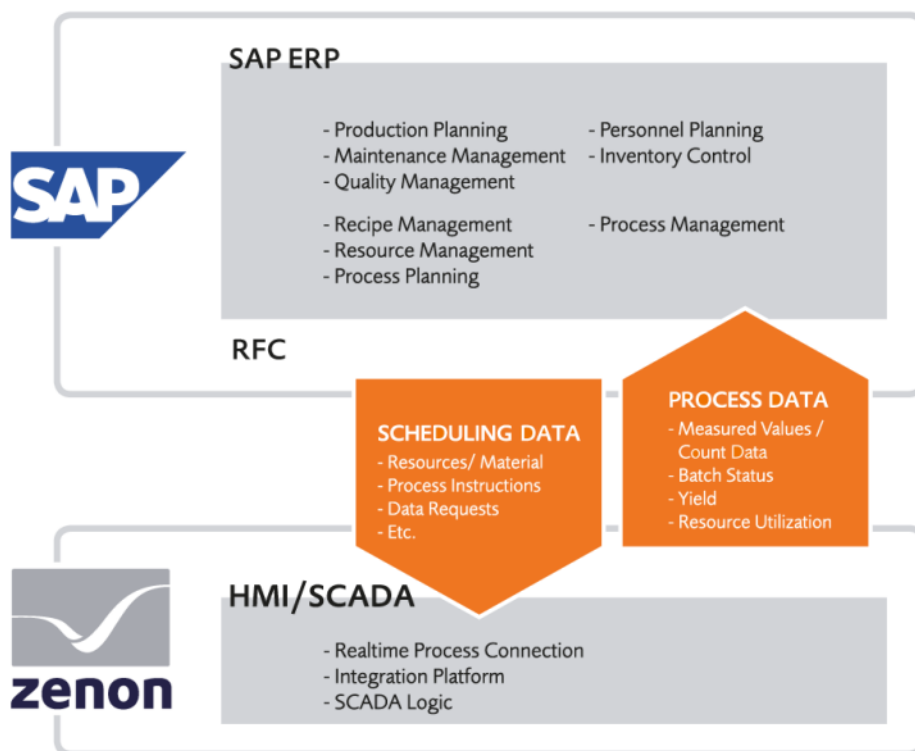 SAP ERP
- Production Planning
- Maintenance Management
- Quality Management
- Personnel Planning
- Inventory Control
- Recipe Management
- Resource Management
- Process Planning
- Process Management
SAP
RFC
SCHEDULING DATA
- Resources/ Material
- Process Instructions
- Data Requests
- Etc.
PROCESS DATA
- Measured Values /
Count Data
- Batch Status
- Yield
- Resource Utilization
HMI/SCADA
- Realtime Process Connection
- Integration Platform
- SCADA Logic
zenon